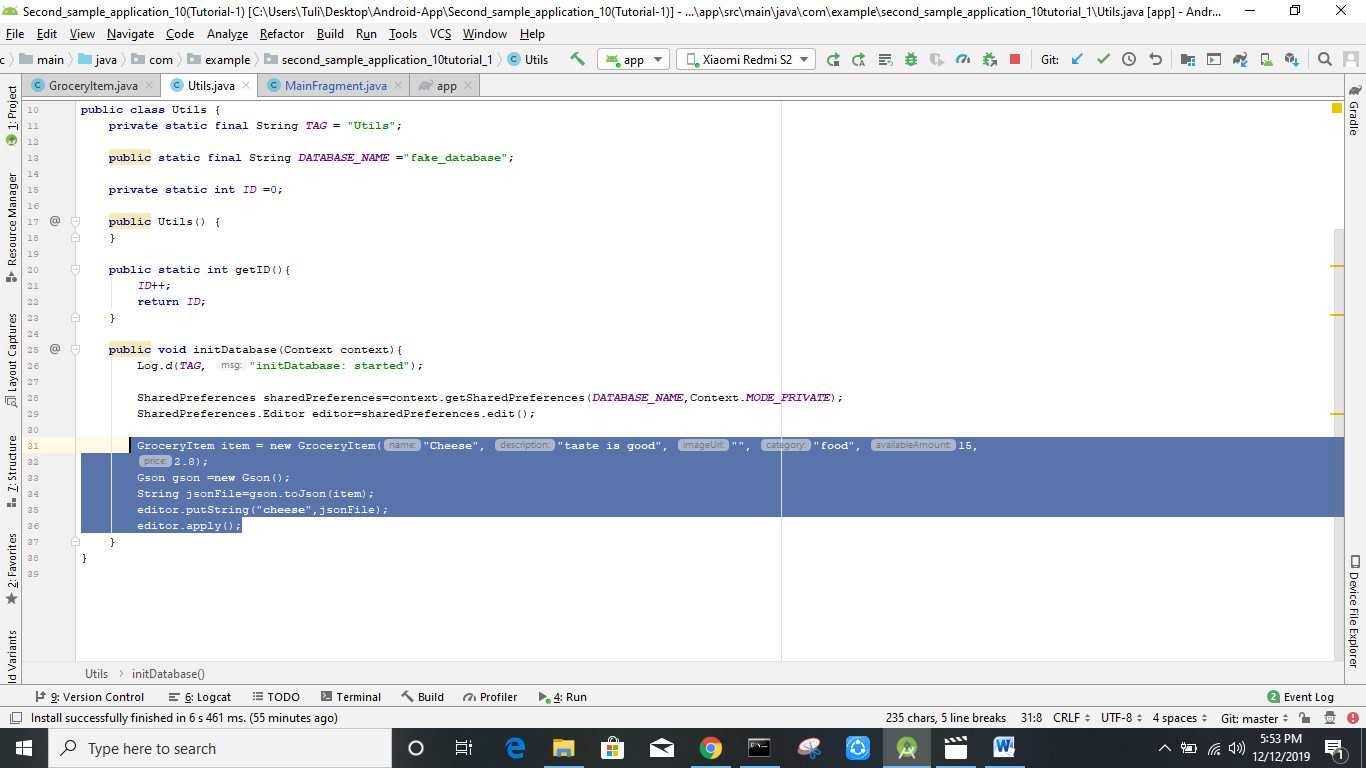 Second_sample_application_10(Tutorial-1) [C:\Users\Tuli\Desktop\Android-App\Second_sample_application_10(Tutorial-1)] - ...\app\src\main\java\com\example\second_sample_application_10tutorial_1\Utils.java [app] - Andr...
File Edit View Navigate Code Analyze Refactor Build Run Tools VCS Window Help
main java com example second_sample_application_10tutorial_1 Utils app Xiaomi Redmi S2 Git:
GroceryItem.java Utils.java MainFragment.java app
1: Project
Resource Manager
Layout Captures
7: Structure
2: Favorites
ld Variants
10 public class Utils {
11 private static final String TAG = "Utils";
12
13 public static final String DATABASE_NAME ="fake_database";
14
15 private static int ID =0;
16
17 @ public Utils() {
18 }
19
20 public static int getID(){
21 ID++;
22 return ID;
23 }
24
25 @ public void initDatabase(Context context){
26 Log.d(TAG, msg: "initDatabase: started");
27
28 SharedPreferences sharedPreferences=context.getSharedPreferences(DATABASE_NAME,Context.MODE_PRIVATE);
29 SharedPreferences.Editor editor=sharedPreferences.edit();
30
31 GroceryItem item = new GroceryItem( name: "Cheese", description: "taste is good", imageUrl: "", category: "food", availableAmount: 15,
32 price: 2.8);
33 Gson gson =new Gson();
34 String jsonFile=gson.toJson(item);
35 editor.putString("cheese",jsonFile);
36 editor.apply();
37 }
38 }
39
Gradle
Device File Explorer
Utils initDatabase()
9: Version Control 6: Logcat TODO Terminal Build Profiler 4: Run 2 Event Log
Install successfully finished in 6 s 461 ms. (55 minutes ago) 235 chars, 5 line breaks 31:8 CRLF UTF-8 4 spaces Git: master
Type here to search
5:53 PM
12/12/2019
1